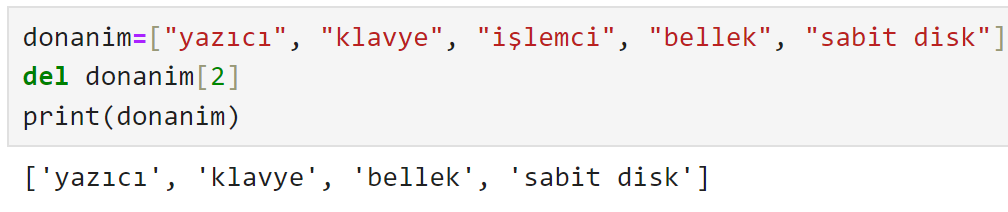 donanim=["yazıcı", "klavye", "işlemci", "bellek", "sabit disk"]
del donanim[2]
print(donanim)
['yazıcı', 'klavye', 'bellek', 'sabit disk']